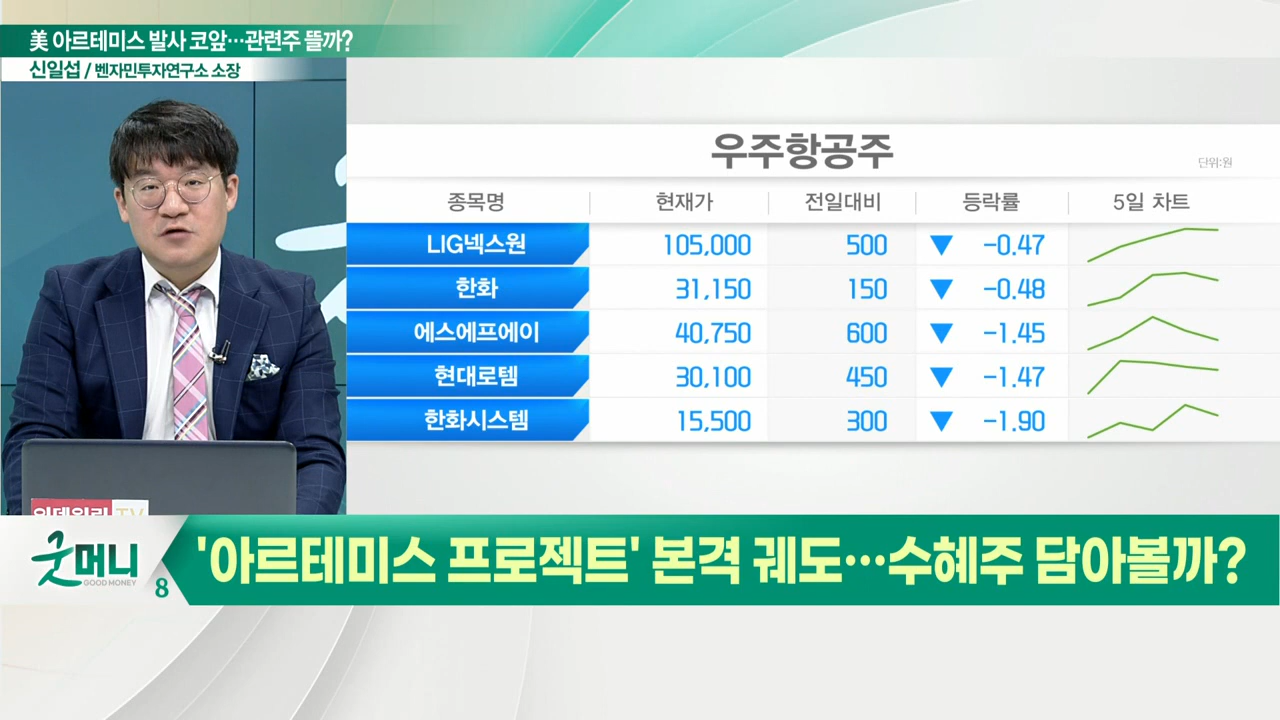 美 아르테미스 발사 코앞…관련주 뜰까?
신일섭 / 벤자민투자연구소 소장
우주항공주
단위:원
종목명 현재가 전일대비 등락률 5일 차트
LIG넥스원 105,000 500 ▼ -0.47
한화 31,150 150 ▼ -0.48
에스에프에이 40,750 600 ▼ -1.45
현대로템 30,100 450 ▼ -1.47
한화시스템 15,500 300 ▼ -1.90
이데일리 TV
굿머니
GOOD MONEY
8
'아르테미스 프로젝트' 본격 궤도…수혜주 담아볼까?